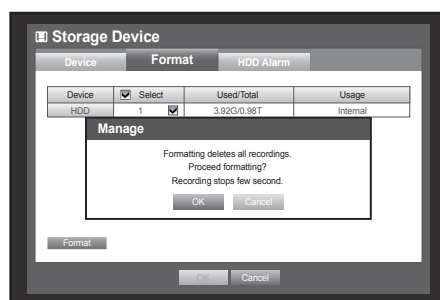 Storage Device
Device Format HDD Alarm
Device Select Used/Total Usage
HDD 1 3.92G/0.98T Internal
Manage
Formatting deletes all recordings.
Proceed formatting?
Recording stops few second.
OK Cancel
Format
OK Cancel